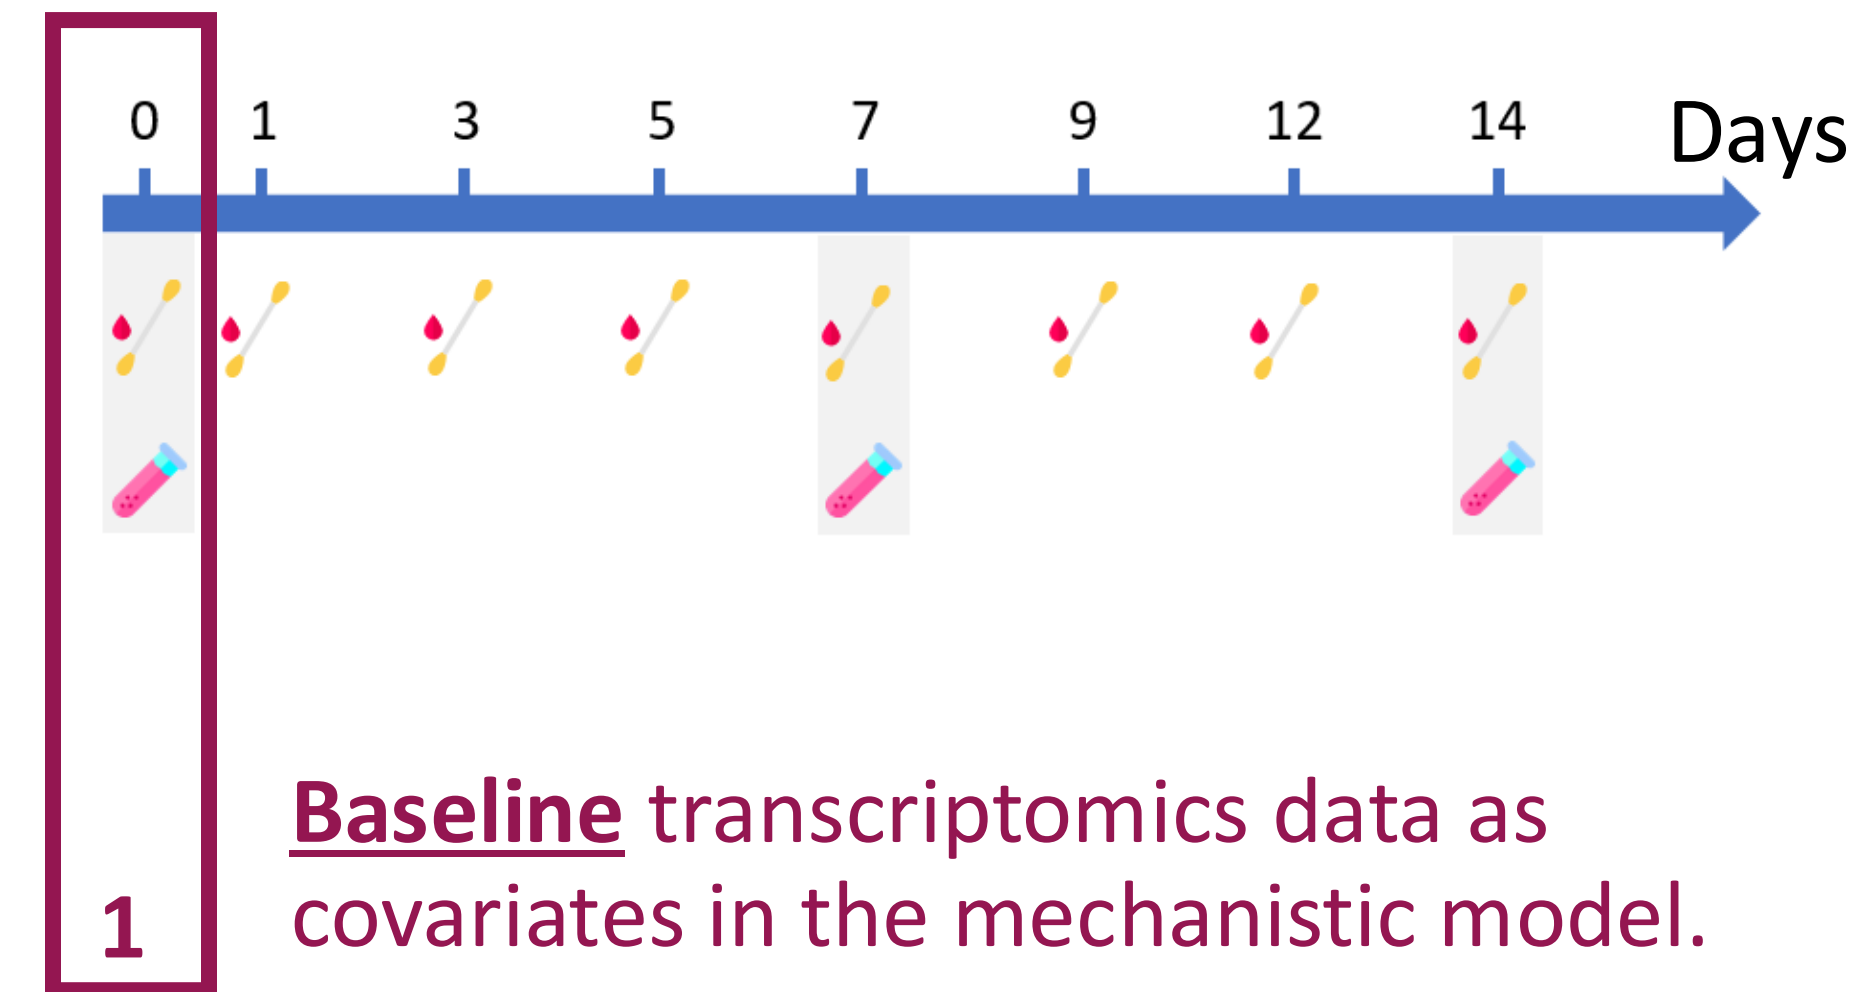 0 1 3 5 7 9 12 14 Days
Baseline transcriptomics data as
covariates in the mechanistic model.
1